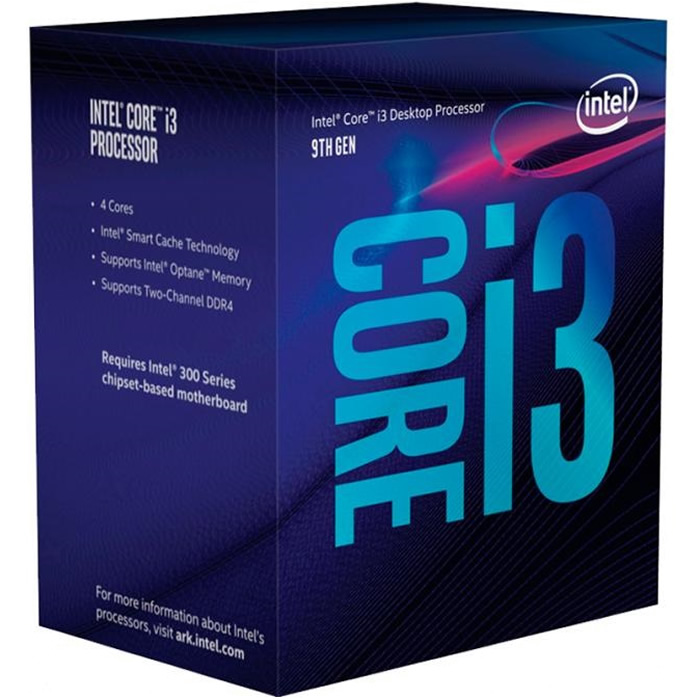 INTEL® CORE™ i3
PROCESSOR
• 4 Cores
• Intel® Smart Cache Technology
• Supports Intel® Optane™ Memory
• Supports Two-Channel DDR4
Requires Intel® 300 Series
chipset-based motherboard
For more information about Intel's
processors, visit ark.intel.com
Intel® Core™ i3 Desktop Processor
9TH GEN
intel
CORE
i3